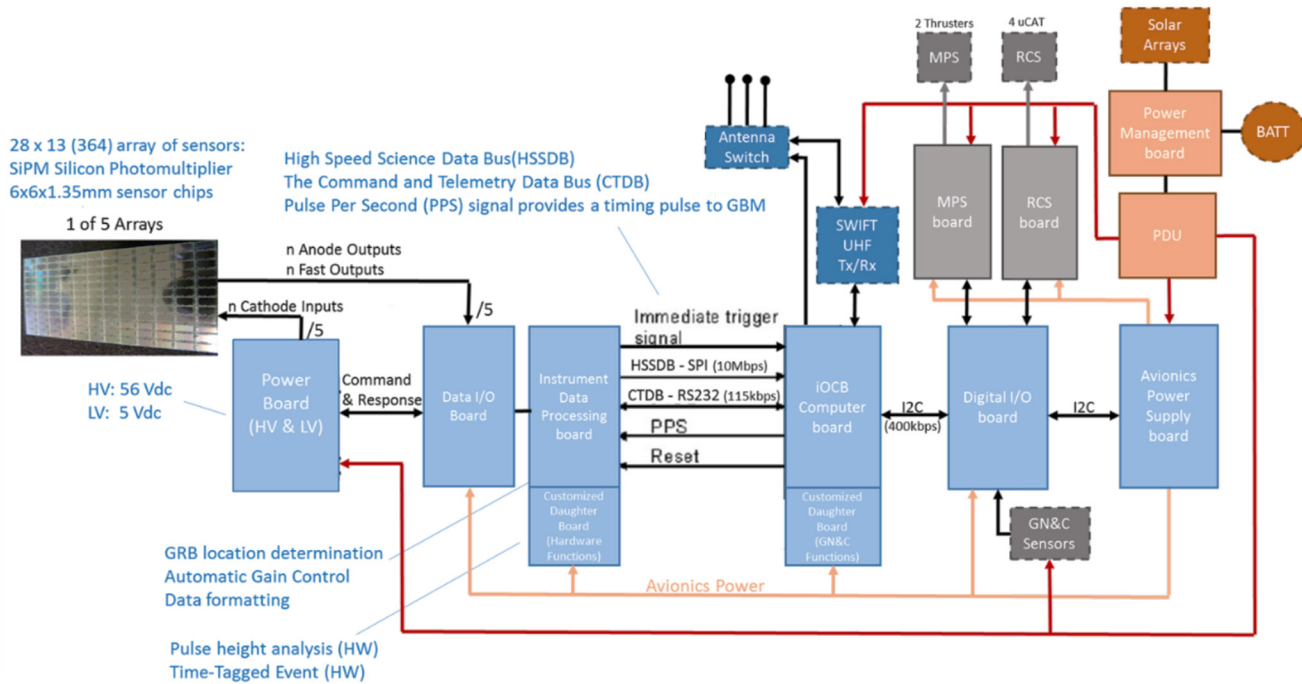 2 Thrusters
4 uCAT
MPS
RCS
Solar
Arrays
Power
Management
board
BATT
Antenna
Switch
28 x 13 (364) array of sensors:
SiPM Silicon Photomultiplier
6x6x1.35mm sensor chips
1 of 5 Arrays
High Speed Science Data Bus(HSSDB)
The Command and Telemetry Data Bus (CTDB)
Pulse Per Second (PPS) signal provides a timing pulse to GBM
MPS
board
RCS
board
SWIFT
UHF
Tx/Rx
PDU
n Anode Outputs
n Fast Outputs
n Cathode Inputs
/5
/5
HV: 56 Vdc
LV: 5 Vdc
Power
Board
(HV & LV)
Command
& Response
Data I/O
Board
Instrument
Data
Processing
board
Immediate trigger
signal
HSSDB - SPI (10Mbps)
CTDB - RS232 (115kbps)
PPS
Reset
iOCB
Computer
board
I2C
(400kbps)
Digital I/O
board
I2C
Avionics
Power
Supply
board
Customized
Daughter
Board
(Hardware
Functions)
Customized
Daughter
Board
(GN&C
Functions)
GN&C
Sensors
Avionics Power
GRB location determination
Automatic Gain Control
Data formatting
Pulse height analysis (HW)
Time-Tagged Event (HW)